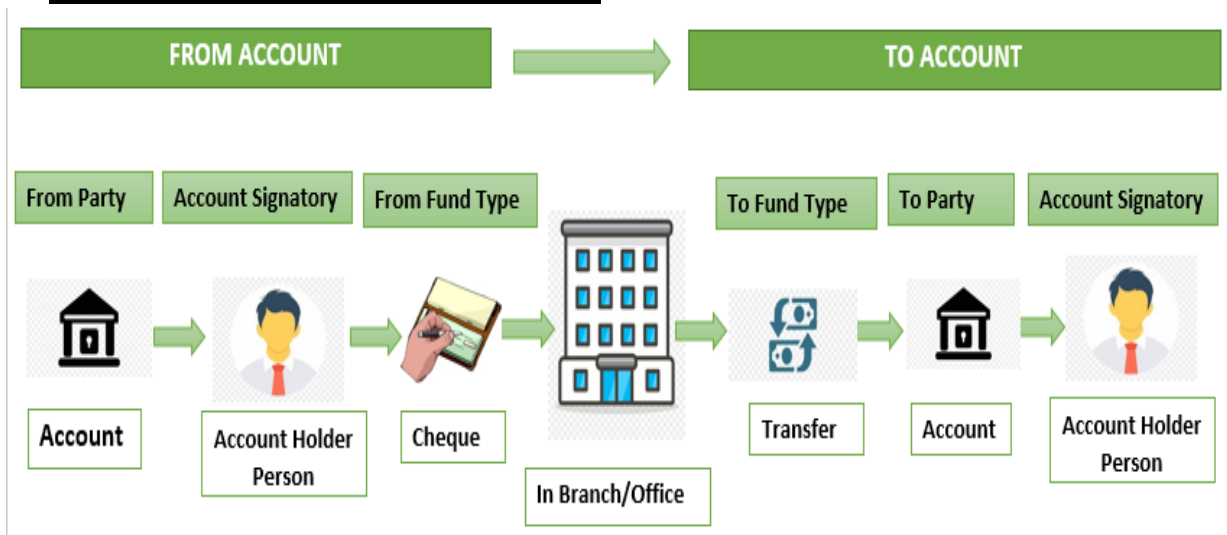 FROM ACCOUNT
TO ACCOUNT
From Party
Account Signatory
From Fund Type
To Fund Type
To Party
Account Signatory
Account
Account Holder
Person
Cheque
In Branch/Office
Transfer
Account
Account Holder
Person